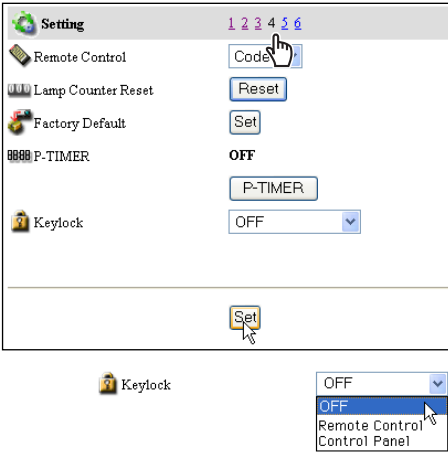 Setting 1 2 3 4 5 6
Remote Control Code
Lamp Counter Reset Reset
Factory Default Set
P-TIMER OFF
P-TIMER
Keylock OFF
Set
Keylock OFF
OFF
Remote Control
Control Panel